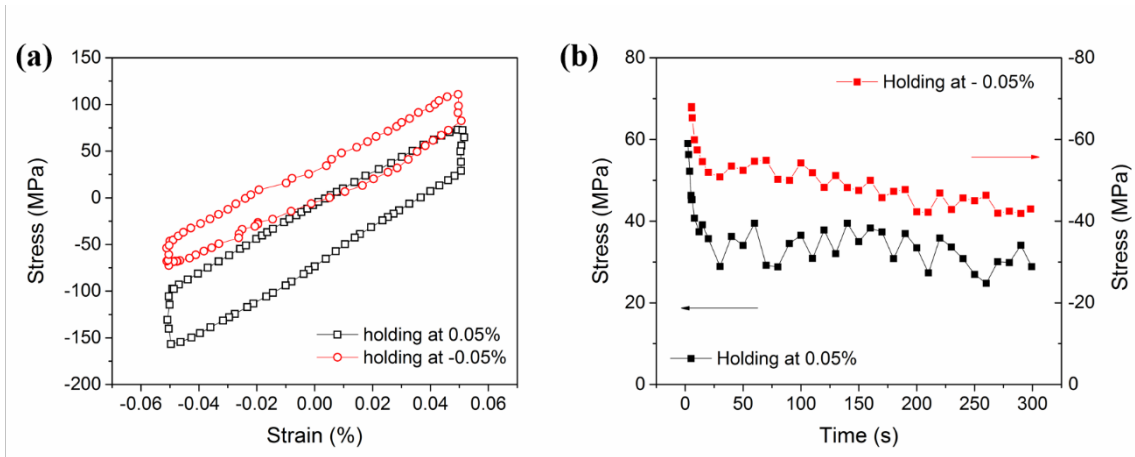 (a)
150
100
50
0
-50
-100
-150
-200
Stress (MPa)
holding at 0.05%
holding at -0.05%
-0.06 -0.04 -0.02 0.00 0.02 0.04 0.06
Strain (%)
(b)
80
60
40
20
0
Stress (MPa)
Holding at - 0.05%
Holding at 0.05%
-80
-60
-40
-20
0
Stress (MPa)
0 50 100 150 200 250 300
Time (s)